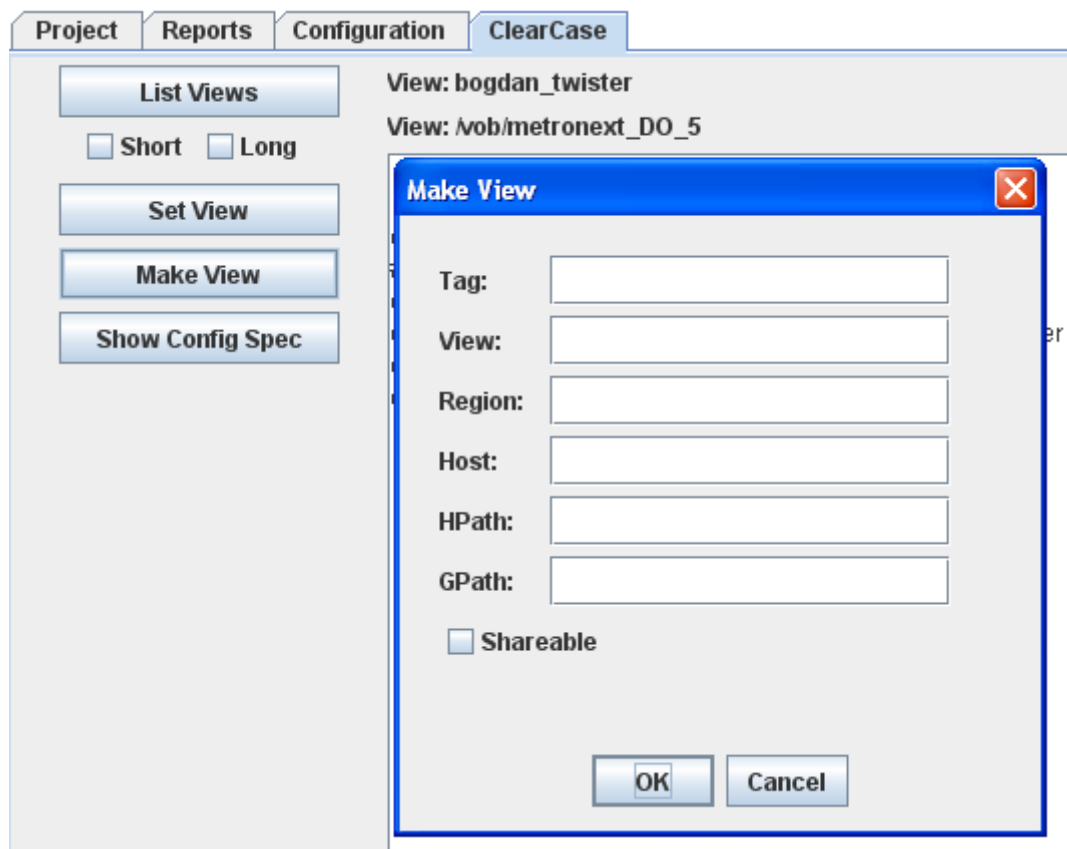 Project Reports Configuration ClearCase
List Views
Short Long
Set View
Make View
Show Config Spec
View: bogdan_twister
View: /vob/metronext_DO_5
Make View
Tag:
View:
Region:
Host:
HPath:
GPath:
Shareable
OK Cancel
er